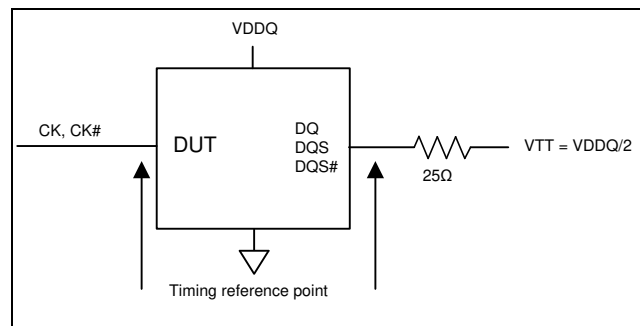 VDDQ
CK, CK#
DUT
DQ
DQS
DQS#
25Ω
VTT = VDDQ/2
Timing reference point